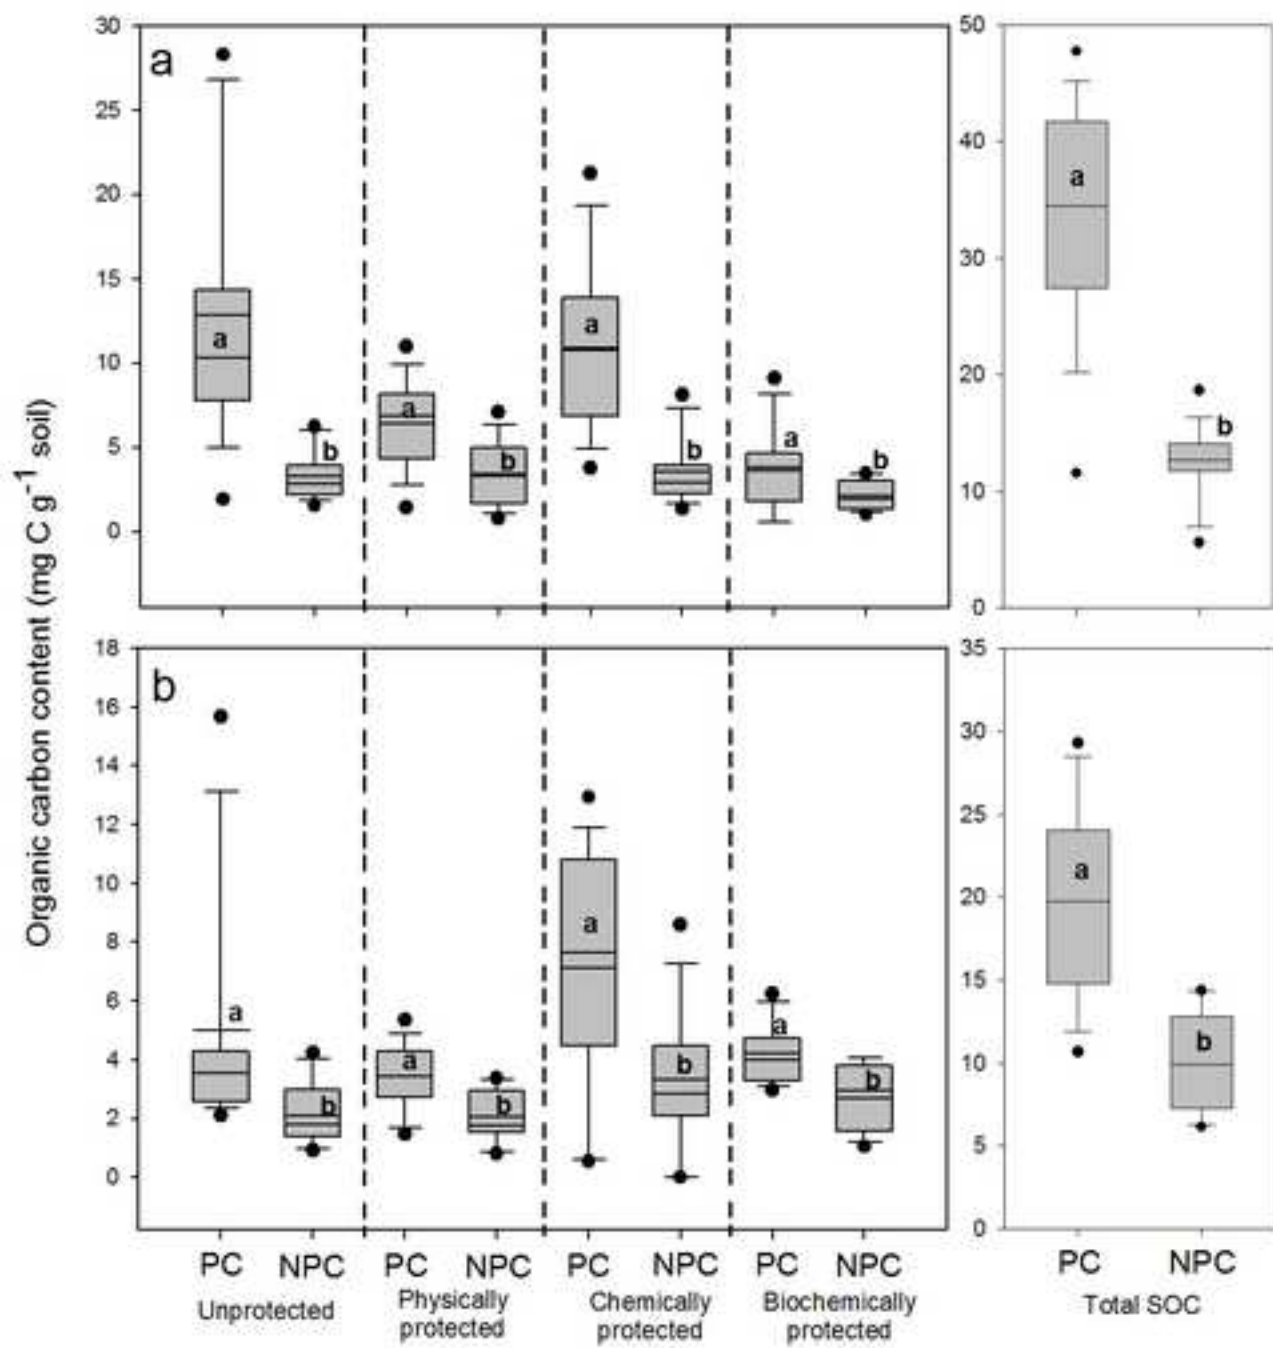 Organic carbon content (mg C g⁻¹ soil)
a
30
25
20
15
10
5
0
a
b
a
b
a
b
a
b
50
40
30
20
10
0
a
b
b
18
16
14
12
10
8
6
4
2
0
a
b
a
b
a
b
a
b
35
30
25
20
15
10
5
0
a
b
PC NPC PC NPC PC NPC PC NPC PC NPC
Unprotected
Physically
protected
Chemically
protected
Biochemically
protected
Total SOC